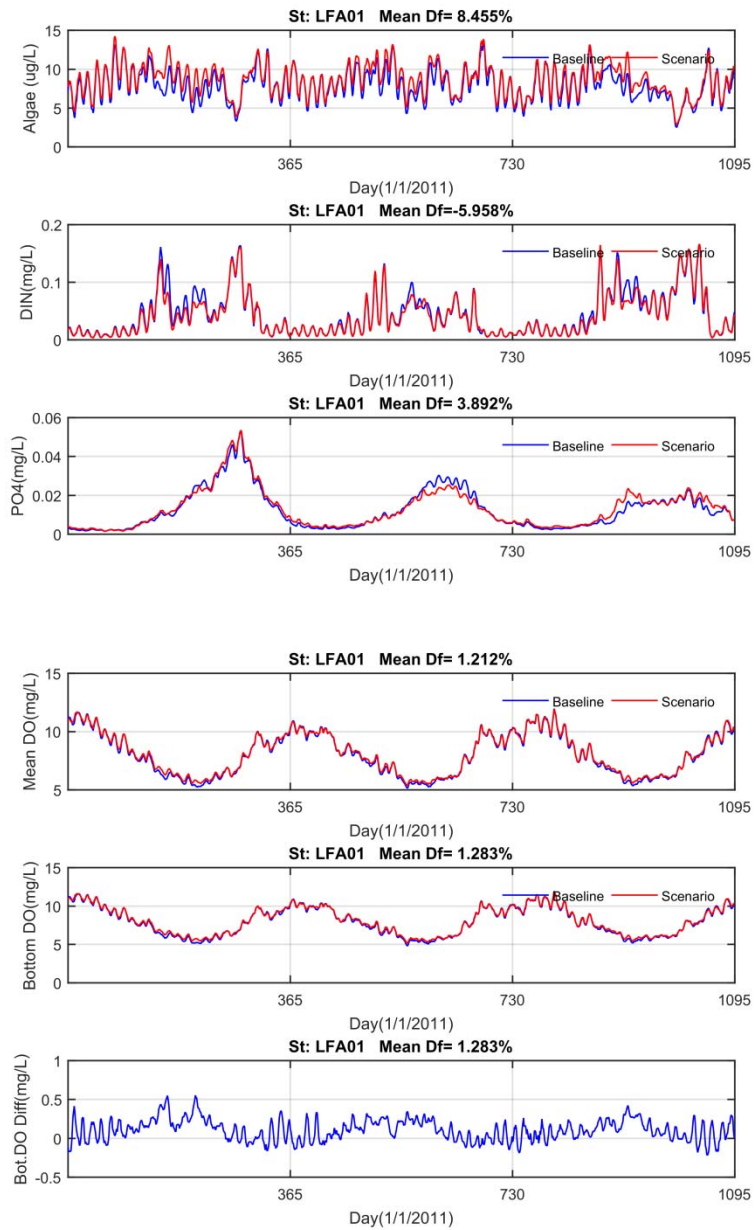 St: LFA01 Mean Df= 8.455%
15
10
5
0
Algae (ug/L)
Baseline Scenario
365 730 1095
Day(1/1/2011)
St: LFA01 Mean Df=-5.958%
0.2
0.1
0
DIN(mg/L)
Baseline Scenario
365 730 1095
Day(1/1/2011)
St: LFA01 Mean Df= 3.892%
0.06
0.04
0.02
0
PO4(mg/L)
Baseline Scenario
365 730 1095
Day(1/1/2011)
St: LFA01 Mean Df= 1.212%
15
10
5
Mean DO(mg/L)
Baseline Scenario
365 730 1095
Day(1/1/2011)
St: LFA01 Mean Df= 1.283%
15
10
5
0
Bottom DO(mg/L)
Baseline Scenario
365 730 1095
Day(1/1/2011)
St: LFA01 Mean Df= 1.283%
1
0.5
0
-0.5
Bot.DO Diff(mg/L)
365 730 1095
Day(1/1/2011)